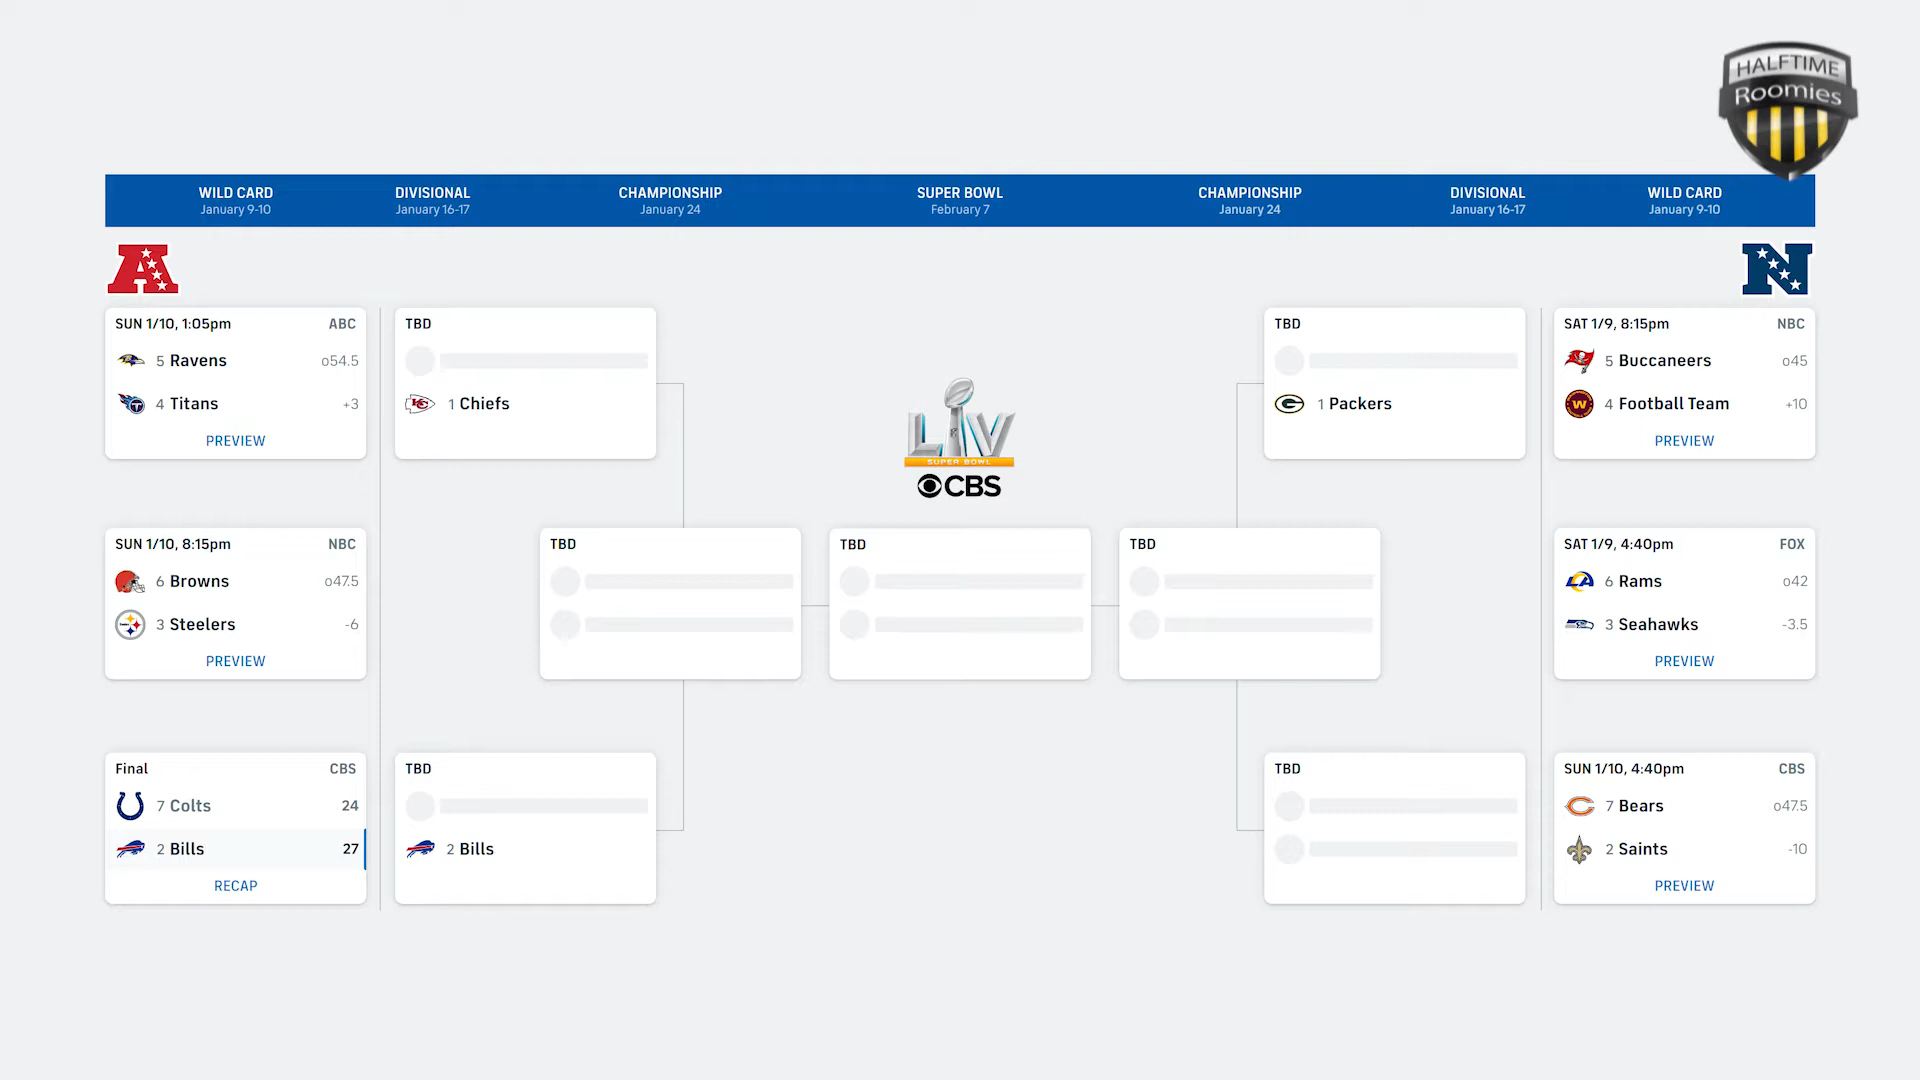 HALFTIME
Roomies
WILD CARD
January 9-10
DIVISIONAL
January 16-17
CHAMPIONSHIP
January 24
SUPER BOWL
February 7
CHAMPIONSHIP
January 24
DIVISIONAL
January 16-17
WILD CARD
January 9-10
A
N
SUN 1/10, 1:05pm ABC
5 Ravens o54.5
4 Titans +3
PREVIEW
SUN 1/10, 8:15pm NBC
6 Browns o47.5
3 Steelers -6
PREVIEW
Final CBS
7 Colts 24
2 Bills 27
RECAP
TBD
1 Chiefs
TBD
2 Bills
TBD
LIV
SUPER BOWL
CBS
TBD
TBD
TBD
1 Packers
TBD
SAT 1/9, 8:15pm NBC
5 Buccaneers o45
W
4 Football Team +10
PREVIEW
SAT 1/9, 4:40pm FOX
LA
6 Rams o42
3 Seahawks -3.5
PREVIEW
SUN 1/10, 4:40pm CBS
7 Bears o47.5
2 Saints -10
PREVIEW